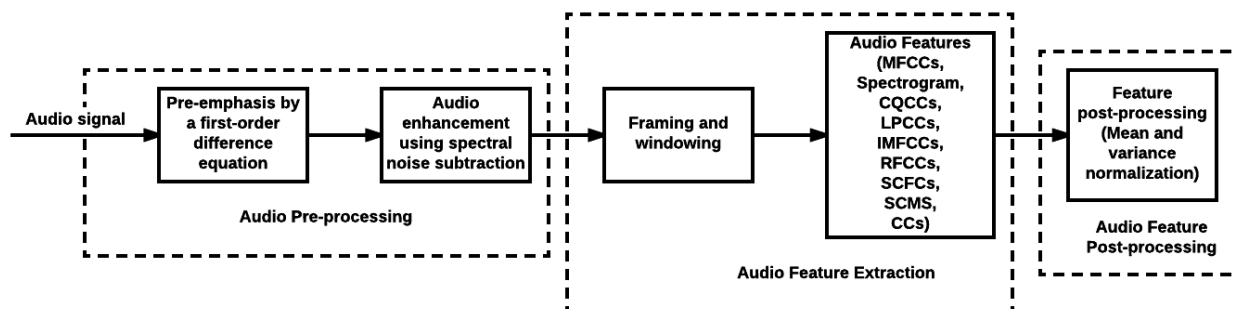 Audio signal
Pre-emphasis by
a first-order
difference
equation
Audio
enhancement
using spectral
noise subtraction
Audio Pre-processing
Framing and
windowing
Audio Features
(MFCCs,
Spectrogram,
CQCCs,
LPCCs,
IMFCCs,
RFCCs,
SCFCs,
SCMS,
CCs)
Audio Feature Extraction
Feature
post-processing
(Mean and
variance
normalization)
Audio Feature
Post-processing